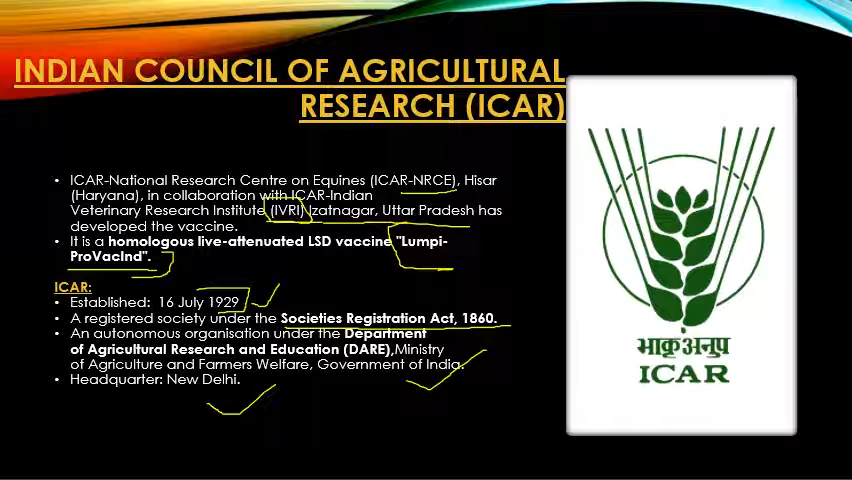 INDIAN COUNCIL OF AGRICULTURAL
RESEARCH (ICAR)
• ICAR-National Research Centre on Equines (ICAR-NRCE), Hisar
(Haryana), in collaboration with ICAR-Indian
Veterinary Research Institute (IVRI),Izatnagar, Uttar Pradesh has
developed the vaccine.
• It is a homologous live-attenuated LSD vaccine "Lumpi-
ProVacInd".
ICAR:
• Established: 16 July 1929
• A registered society under the Societies Registration Act, 1860.
• An autonomous organisation under the Department
of Agricultural Research and Education (DARE),Ministry
of Agriculture and Farmers Welfare, Government of India.
• Headquarter: New Delhi.
भाकृअनुप
ICAR